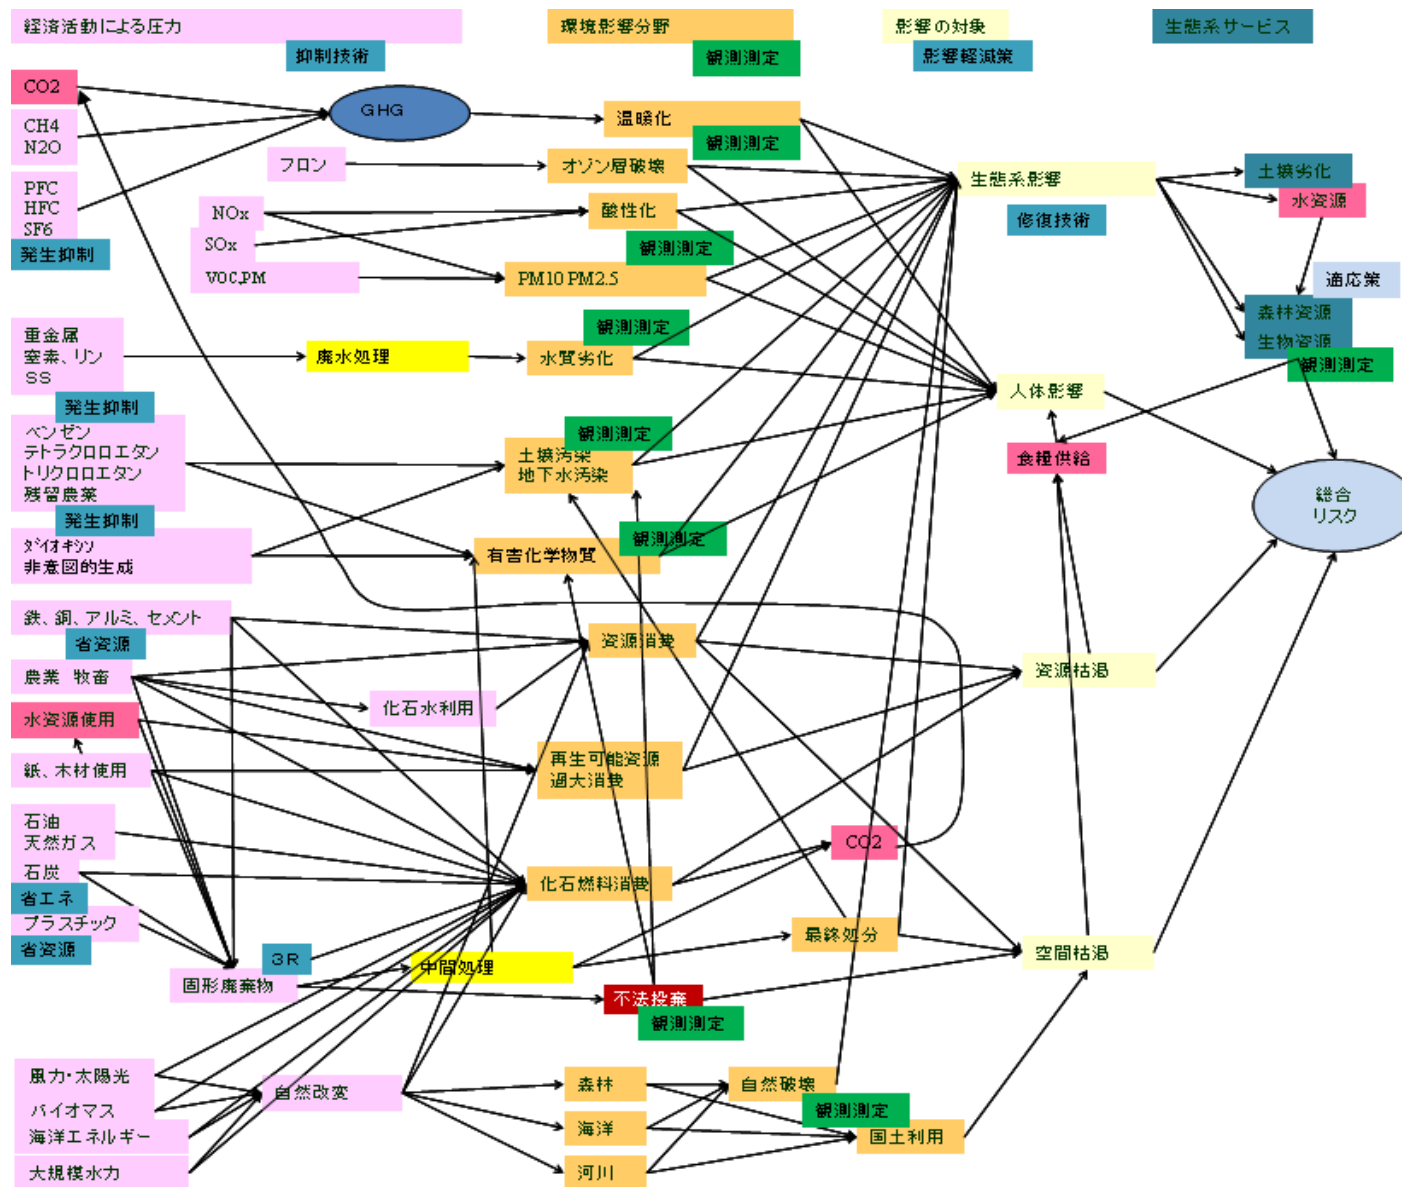 経済活動による圧力
環境影響分野
影響の対象
生態系サービス
抑制技術
観測測定
影響軽減策
CO2
GHG
温暖化
CH4
N2O
観測測定
フロン
オゾン層破壊
生態系影響
土壌劣化
PFC
HFC
SF6
水資源
NOx
酸性化
修復技術
SOx
観測測定
発生抑制
VOC,PM
PM10 PM2.5
適応策
森林資源
生物資源
観測測定
重金属
窒素、リン
SS
廃水処理
観測測定
水質劣化
人体影響
発生抑制
ベンゼン
テトラクロロエタン
トリクロロエタン
残留農薬
観測測定
土壌汚染
地下水汚染
食糧供給
総合
リスク
発生抑制
ダイオキシン
非意図的生成
観測測定
有害化学物質
鉄、銅、アルミ、セメント
省資源
資源消費
農業 牧畜
資源枯渇
水資源使用
化石水利用
紙、木材使用
再生可能資源
過大消費
石油
天然ガス
CO2
石炭
省エネ
化石燃料消費
プラスチック
省資源
最終処分
3R
中間処理
空間枯渇
固形廃棄物
不法投棄
観測測定
風力・太陽光
自然改変
森林
自然破壊
バイオマス
観測測定
海洋エネルギー
海洋
国土利用
大規模水力
河川